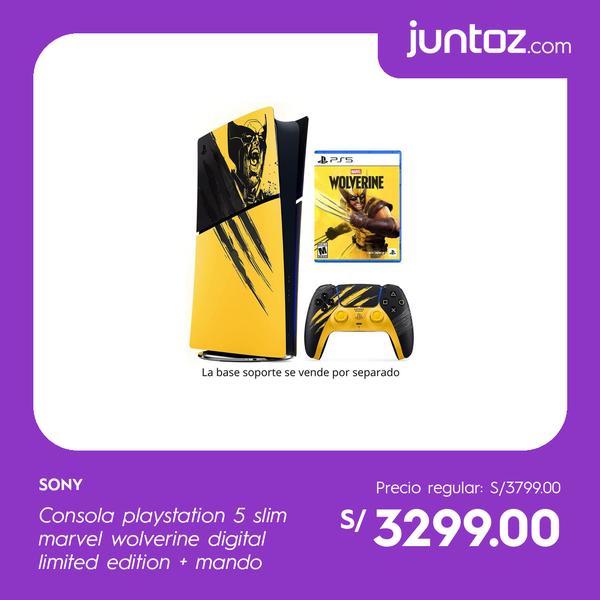 juntoz.com
PS5
MARVEL
WOLVERINE
M
La base soporte se vende por separado
SONY
Consola playstation 5 slim
marvel wolverine digital
limited edition + mando
Precio regular: S/3799.00
S/ 3299.00